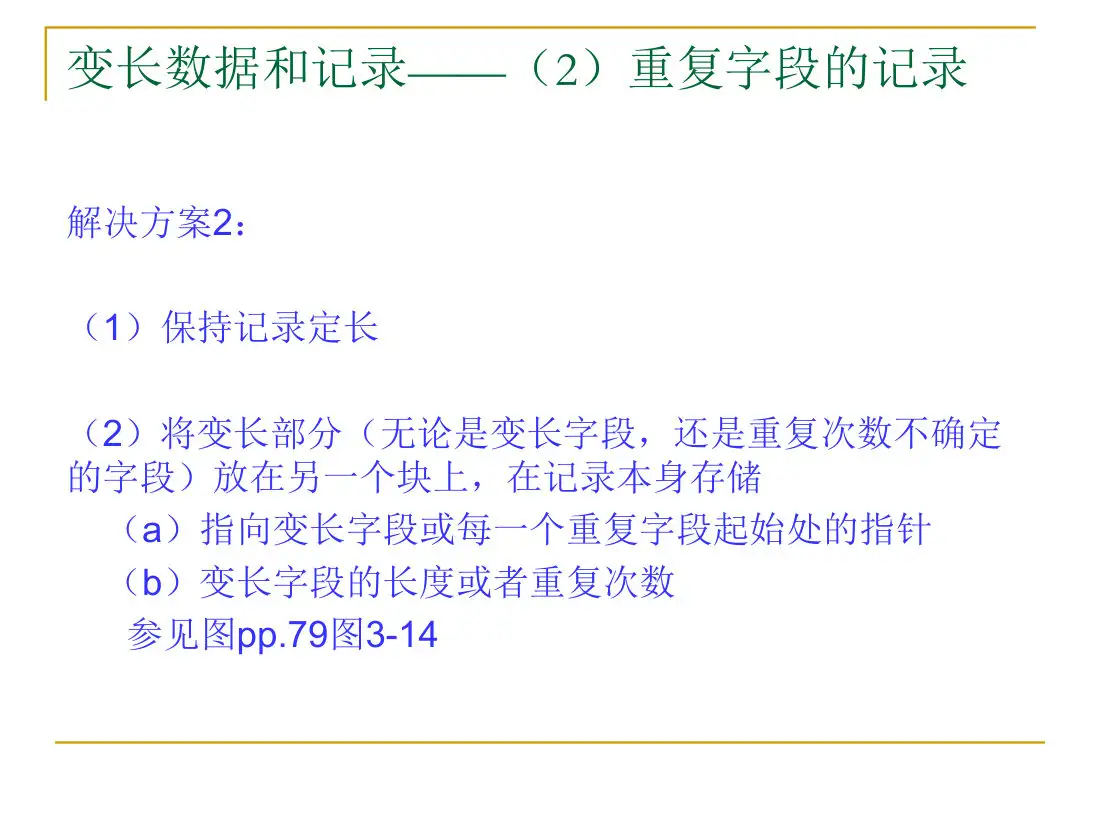 变长数据和记录——（2）重复字段的记录
解决方案2：
（1）保持记录定长
（2）将变长部分（无论是变长字段，还是重复次数不确定
的字段）放在另一个块上，在记录本身存储
（a）指向变长字段或每一个重复字段起始处的指针
（b）变长字段的长度或者重复次数
参见图pp.79图3-14